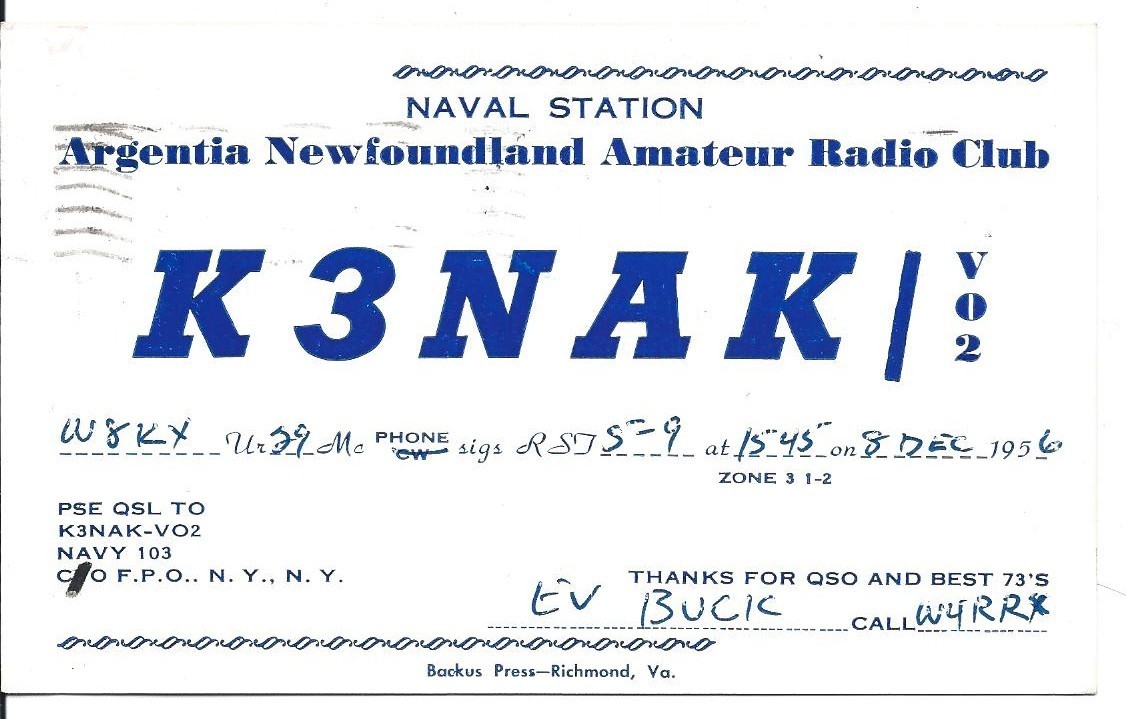 NAVAL STATION
Argentia Newfoundland Amateur Radio Club
K3NAK/ VO2
W8KX Ur 29 Mc PHONE CW sigs RST 5-9 at 1545 on 8 DEC 1956
ZONE 3 1-2
PSE QSL TO
K3NAK-VO2
NAVY 103
C/O F.P.O.. N. Y., N. Y.
THANKS FOR QSO AND BEST 73'S
EV BUCK CALL W4RRX
Backus Press—Richmond, Va.